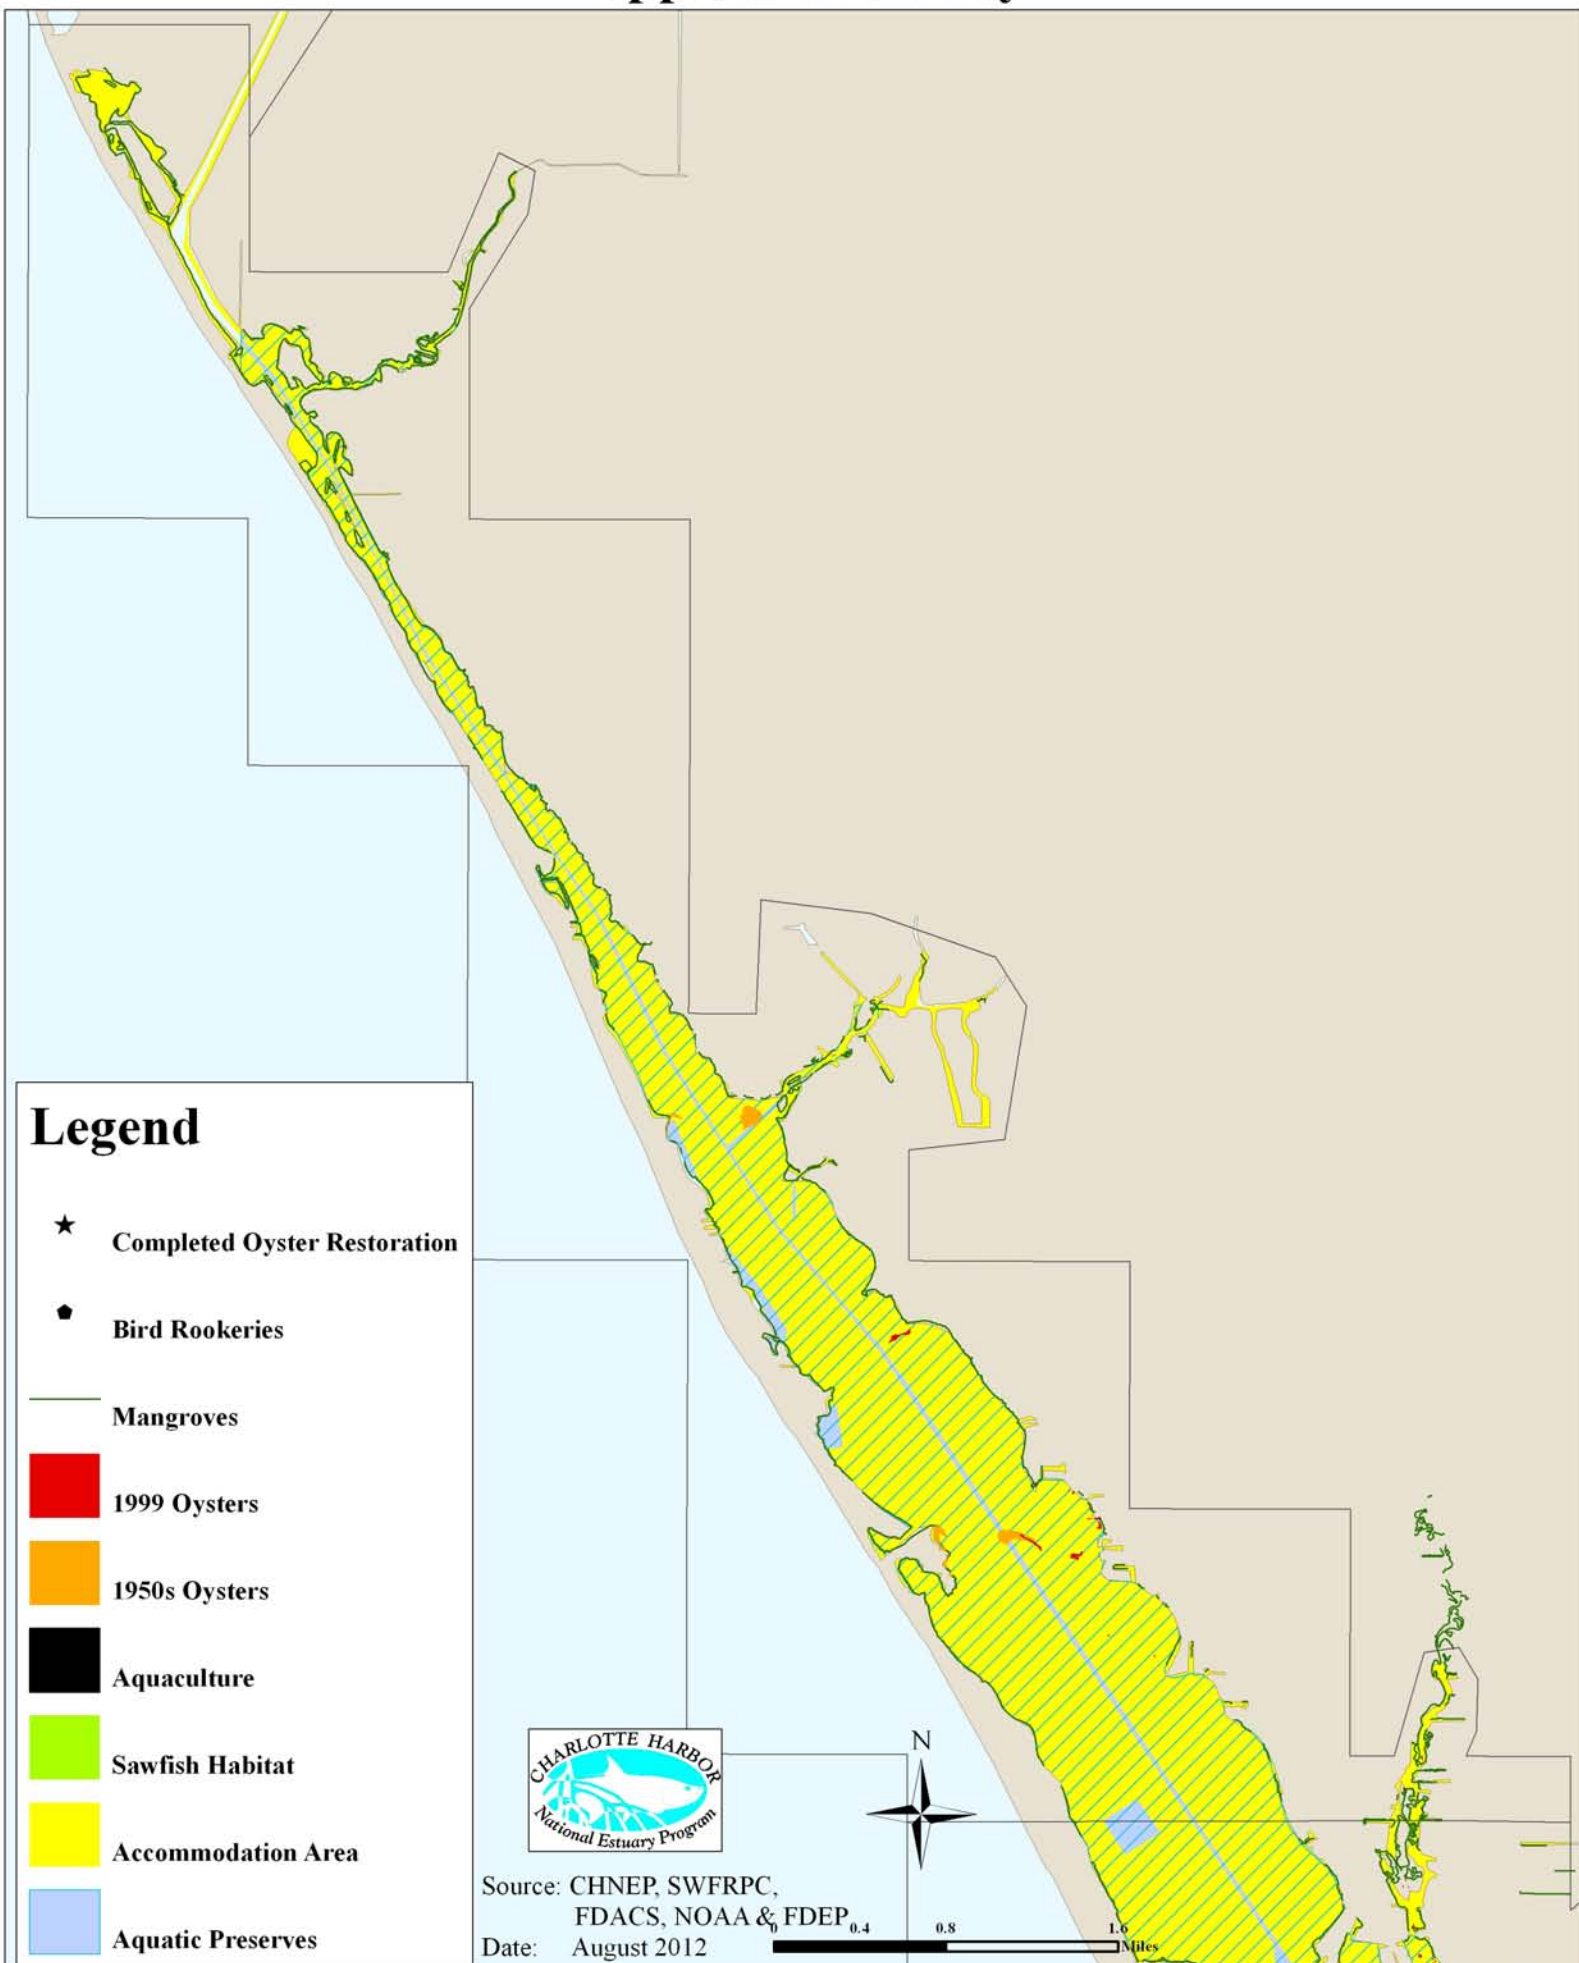 Legend
Completed Oyster Restoration
Bird Rookeries
Mangroves
1999 Oysters
1950s Oysters
Aquaculture
Sawfish Habitat
Accommodation Area
Aquatic Preserves
CHARLOTTE HARBOR
National Estuary Program
N
Source: CHNEP, SWFRPC,
FDACS, NOAA & FDEP
Date: August 2012
0 0.4 0.8 1.6
Miles